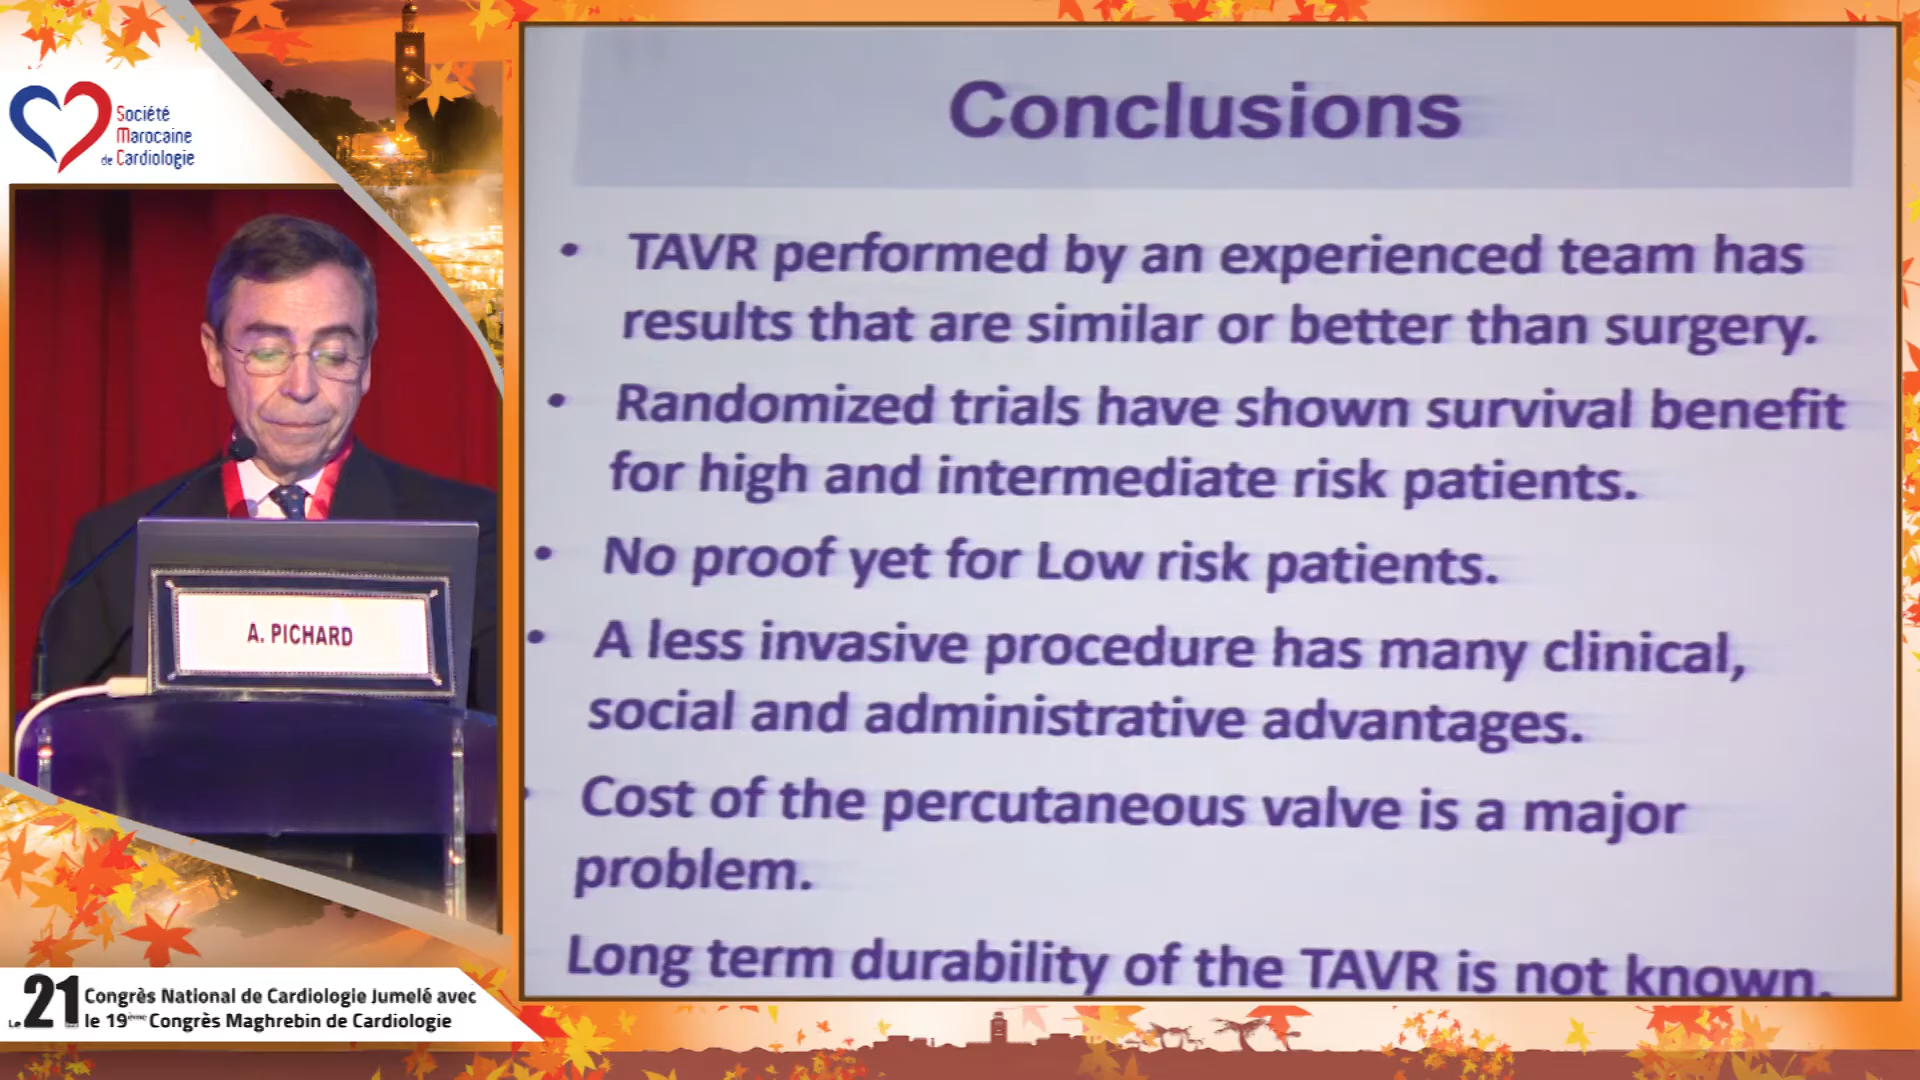 Société
Marocaine
de Cardiologie
A. PICHARD
Le 21 Congrès National de Cardiologie Jumelé avec
le 19ème Congrès Maghrebin de Cardiologie
Conclusions
• TAVR performed by an experienced team has
results that are similar or better than surgery.
• Randomized trials have shown survival benefit
for high and intermediate risk patients.
• No proof yet for Low risk patients.
• A less invasive procedure has many clinical,
social and administrative advantages.
Cost of the percutaneous valve is a major
problem.
Long term durability of the TAVR is not known.